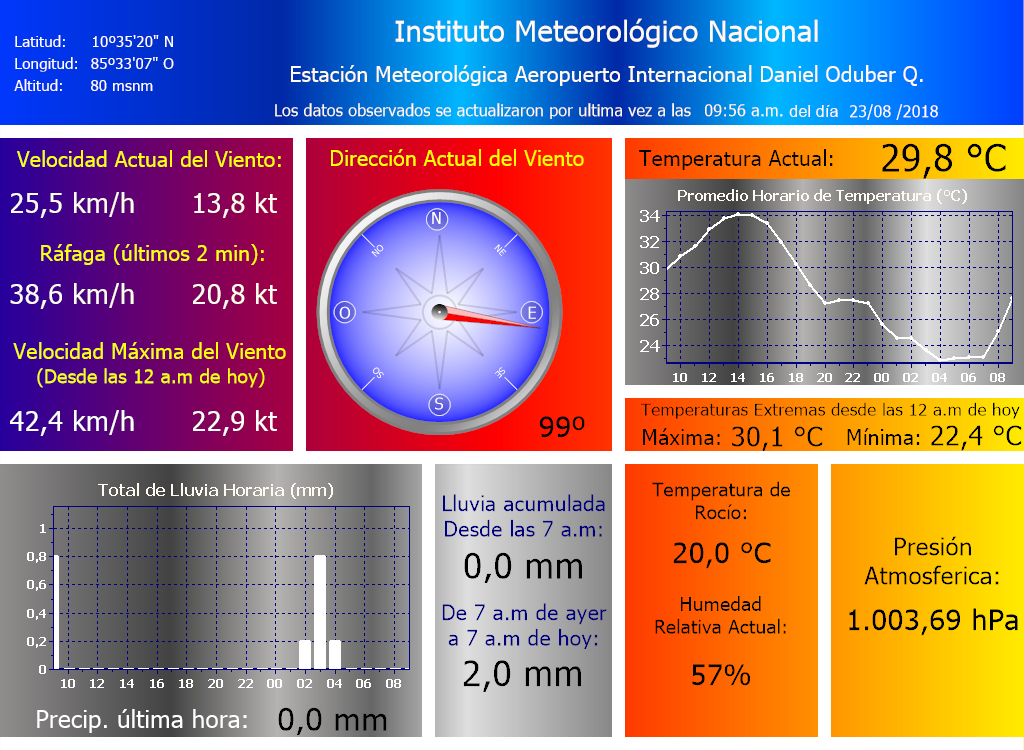 Instituto Meteorológico Nacional
Latitud: 10º35'20" N
Longitud: 85º33'07" O
Altitud: 80 msnm
Estación Meteorológica Aeropuerto Internacional Daniel Oduber Q.
Los datos observados se actualizaron por ultima vez a las 09:56 a.m. del día 23/08 /2018
Velocidad Actual del Viento:
25,5 km/h 13,8 kt
Ráfaga (últimos 2 min):
38,6 km/h 20,8 kt
Velocidad Máxima del Viento
(Desde las 12 a.m de hoy)
42,4 km/h 22,9 kt
Dirección Actual del Viento
N
NO NE
O E
SO SE
S
99º
Temperatura Actual: 29,8 °C
Promedio Horario de Temperatura (°C)
34
32
30
28
26
24
10 12 14 16 18 20 22 00 02 04 06 08
Temperaturas Extremas desde las 12 a.m de hoy
Máxima: 30,1 °C Mínima: 22,4 °C
Total de Lluvia Horaria (mm)
1
0,8
0,6
0,4
0,2
0
10 12 14 16 18 20 22 00 02 04 06 08
Precip. última hora: 0,0 mm
Lluvia acumulada
Desde las 7 a.m:
0,0 mm
De 7 a.m de ayer
a 7 a.m de hoy:
2,0 mm
Temperatura de
Rocío:
20,0 °C
Humedad
Relativa Actual:
57%
Presión
Atmosferica:
1.003,69 hPa